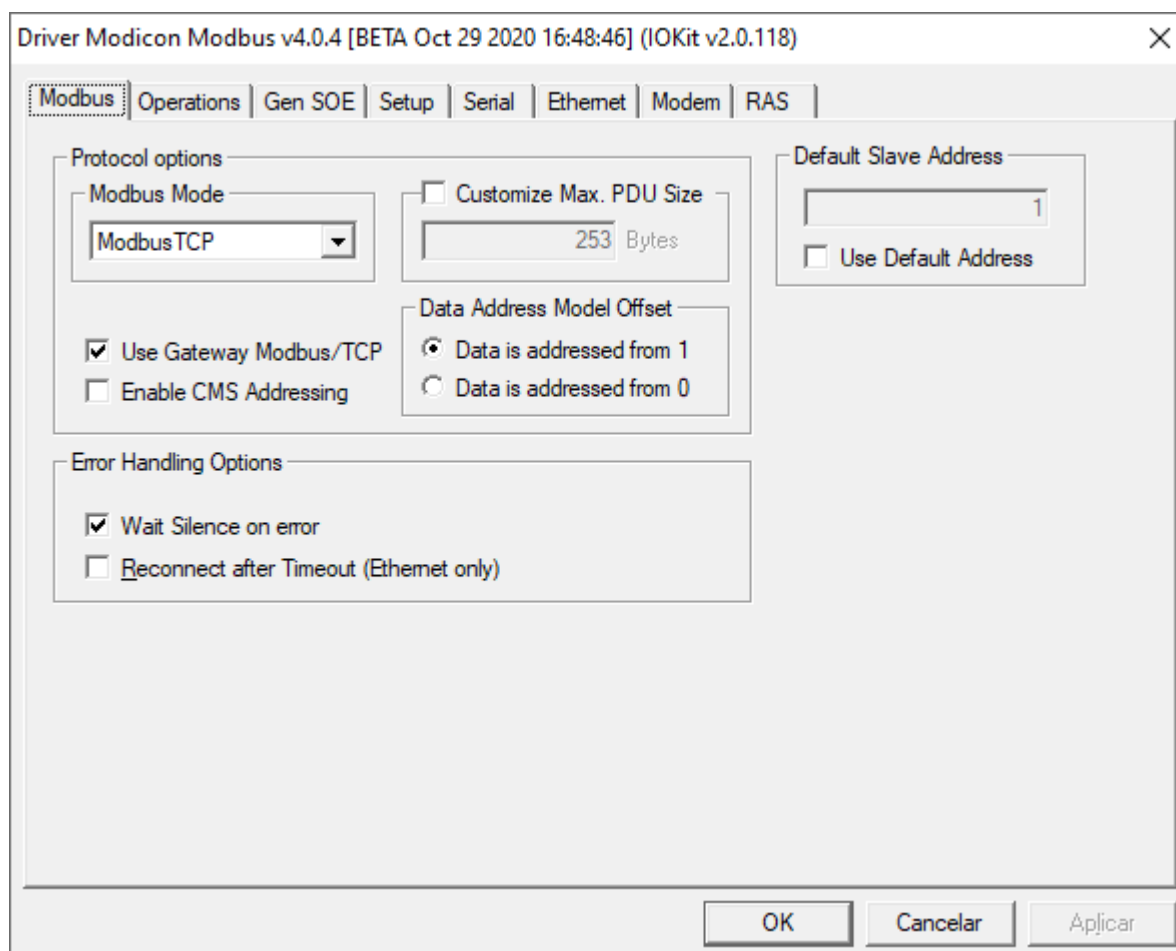 Driver Modicon Modbus v4.0.4 [BETA Oct 29 2020 16:48:46] (IOKit v2.0.118)
Modbus Operations Gen SOE Setup Serial Ethernet Modem RAS
Protocol options
Modbus Mode
ModbusTCP
Customize Max. PDU Size
253 Bytes
Use Gateway Modbus/TCP
Enable CMS Addressing
Data Address Model Offset
Data is addressed from 1
Data is addressed from 0
Default Slave Address
1
Use Default Address
Error Handling Options
Wait Silence on error
Reconnect after Timeout (Ethernet only)
OK Cancelar Aplicar